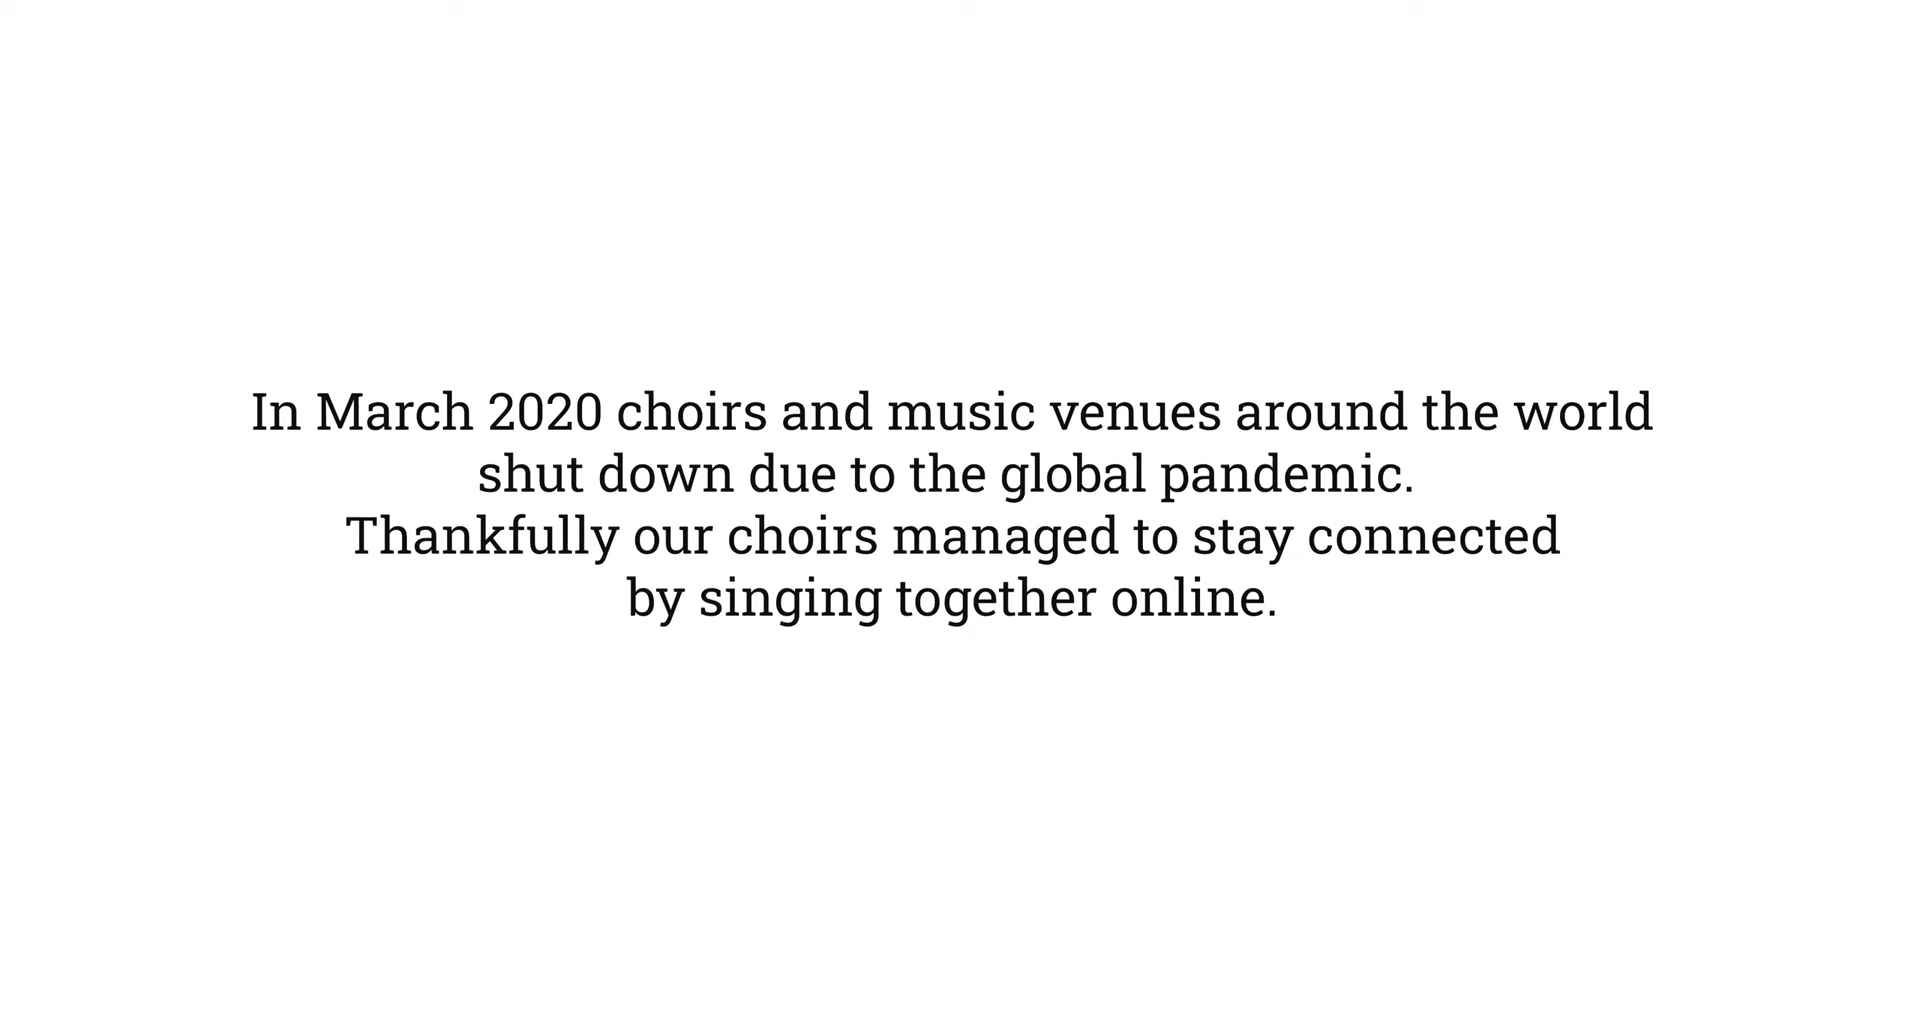 In March 2020 choirs and music venues around the world
shut down due to the global pandemic.
Thankfully our choirs managed to stay connected
by singing together online.